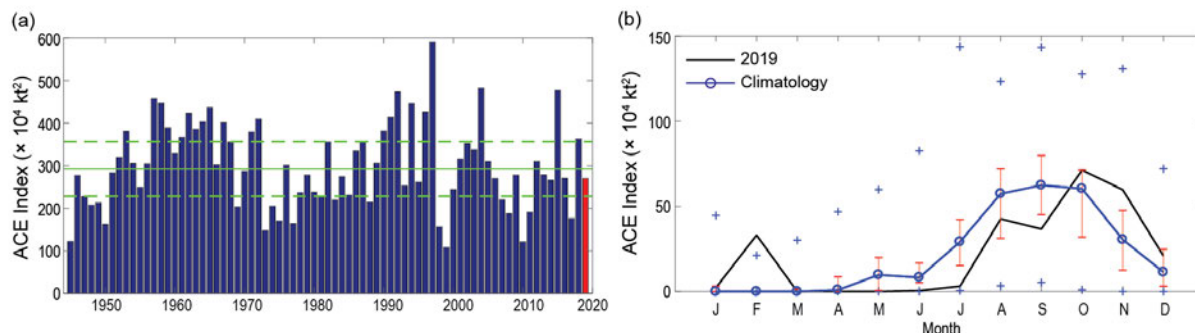 (a)
600
500
400
300
200
100
0
ACE Index (× 10⁴ kt²)
1950 1960 1970 1980 1990 2000 2010 2020
(b)
150
100
50
0
ACE Index (× 10⁴ kt²)
2019
Climatology
J F M A M J J A S O N D
Month